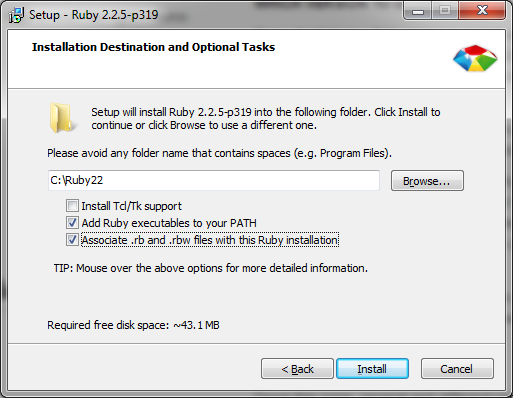 Setup - Ruby 2.2.5-p319
Installation Destination and Optional Tasks
Setup will install Ruby 2.2.5-p319 into the following folder. Click Install to
continue or click Browse to use a different one.
Please avoid any folder name that contains spaces (e.g. Program Files).
C:\Ruby22
Browse...
Install Tcl/Tk support
Add Ruby executables to your PATH
Associate .rb and .rbw files with this Ruby installation
TIP: Mouse over the above options for more detailed information.
Required free disk space: ~43.1 MB
< Back
Install
Cancel